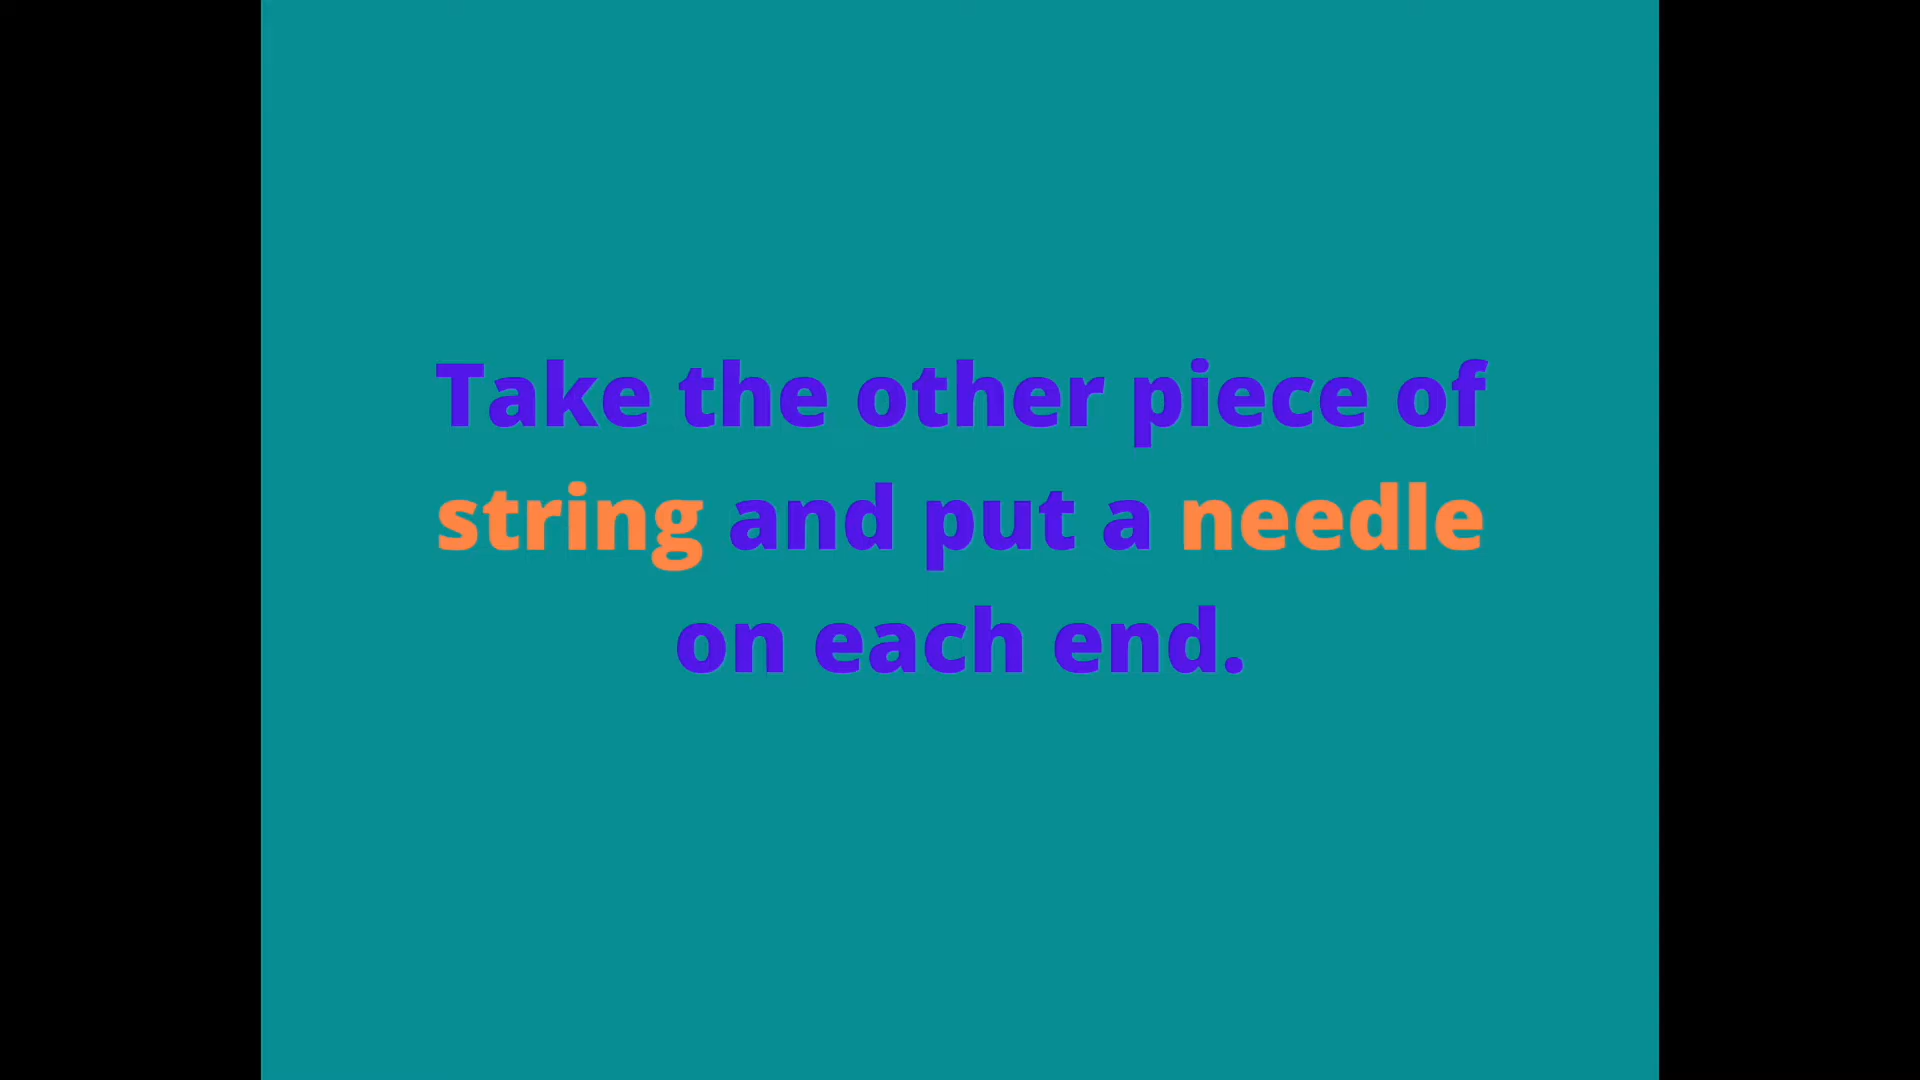 Take the other piece of
string and put a needle
on each end.